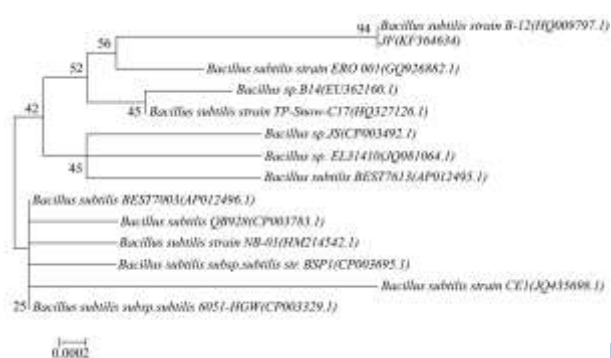 94 Bacillus subtilis strain B-12(HQ009797.1)
JF(KF364634)
56
Bacillus subtilis strain ERO 001(GQ926882.1)
52
Bacillus sp.B14(EU362160.1)
45 Bacillus subtilis strain TP-Snow-C17(HQ327126.1)
42
Bacillus sp.JS(CP003492.1)
Bacillus sp. EL31410(JQ081064.1)
45
Bacillus subtilis BEST7613(AP012495.1)
Bacillus subtilis BEST7003(AP012496.1)
Bacillus subtilis QB928(CP003783.1)
Bacillus subtilis strain NB-01(HM214542.1)
Bacillus subtilis subsp.subtilis str. BSP1(CP003695.1)
Bacillus subtilis strain CE1(JQ435698.1)
25 Bacillus subtilis subsp.subtilis 6051-HGW(CP003329.1)
0.0002